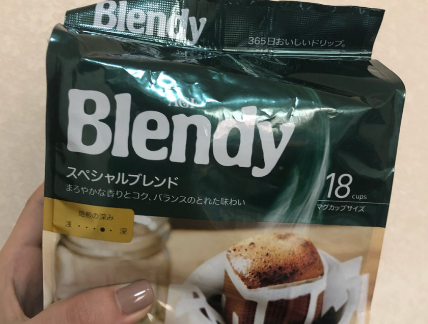 Blendy
365日おいしいドリップ。
AGF
Blendy
スペシャルブレンド
まろやかな香りとコク、バランスのとれた味わい
18 cups
マグカップサイズ
焙煎の深み
浅 ・・・●・ 深